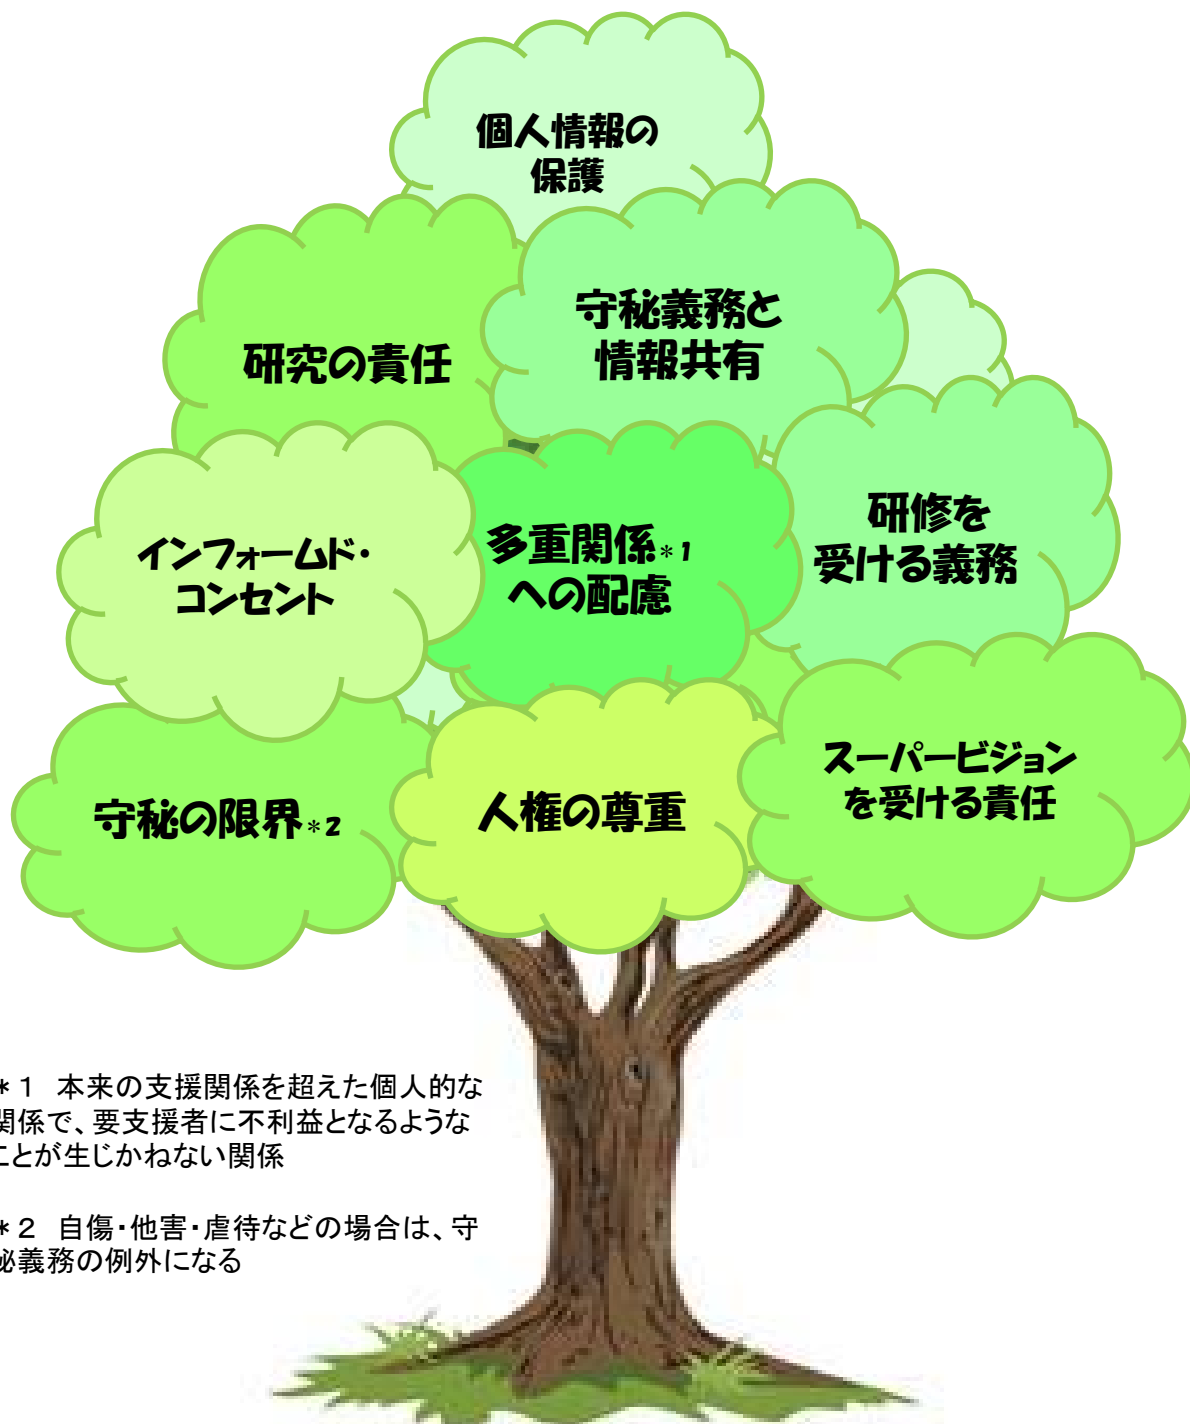 個人情報の
保護
守秘義務と
情報共有
研究の責任
研修を
受ける義務
インフォームド・
コンセント
多重関係*1
への配慮
スーパービジョン
を受ける責任
守秘の限界*2
人権の尊重
*1 本来の支援関係を超えた個人的な
関係で、要支援者に不利益となるような
ことが生じかねない関係
*2 自傷・他害・虐待などの場合は、守
秘義務の例外になる